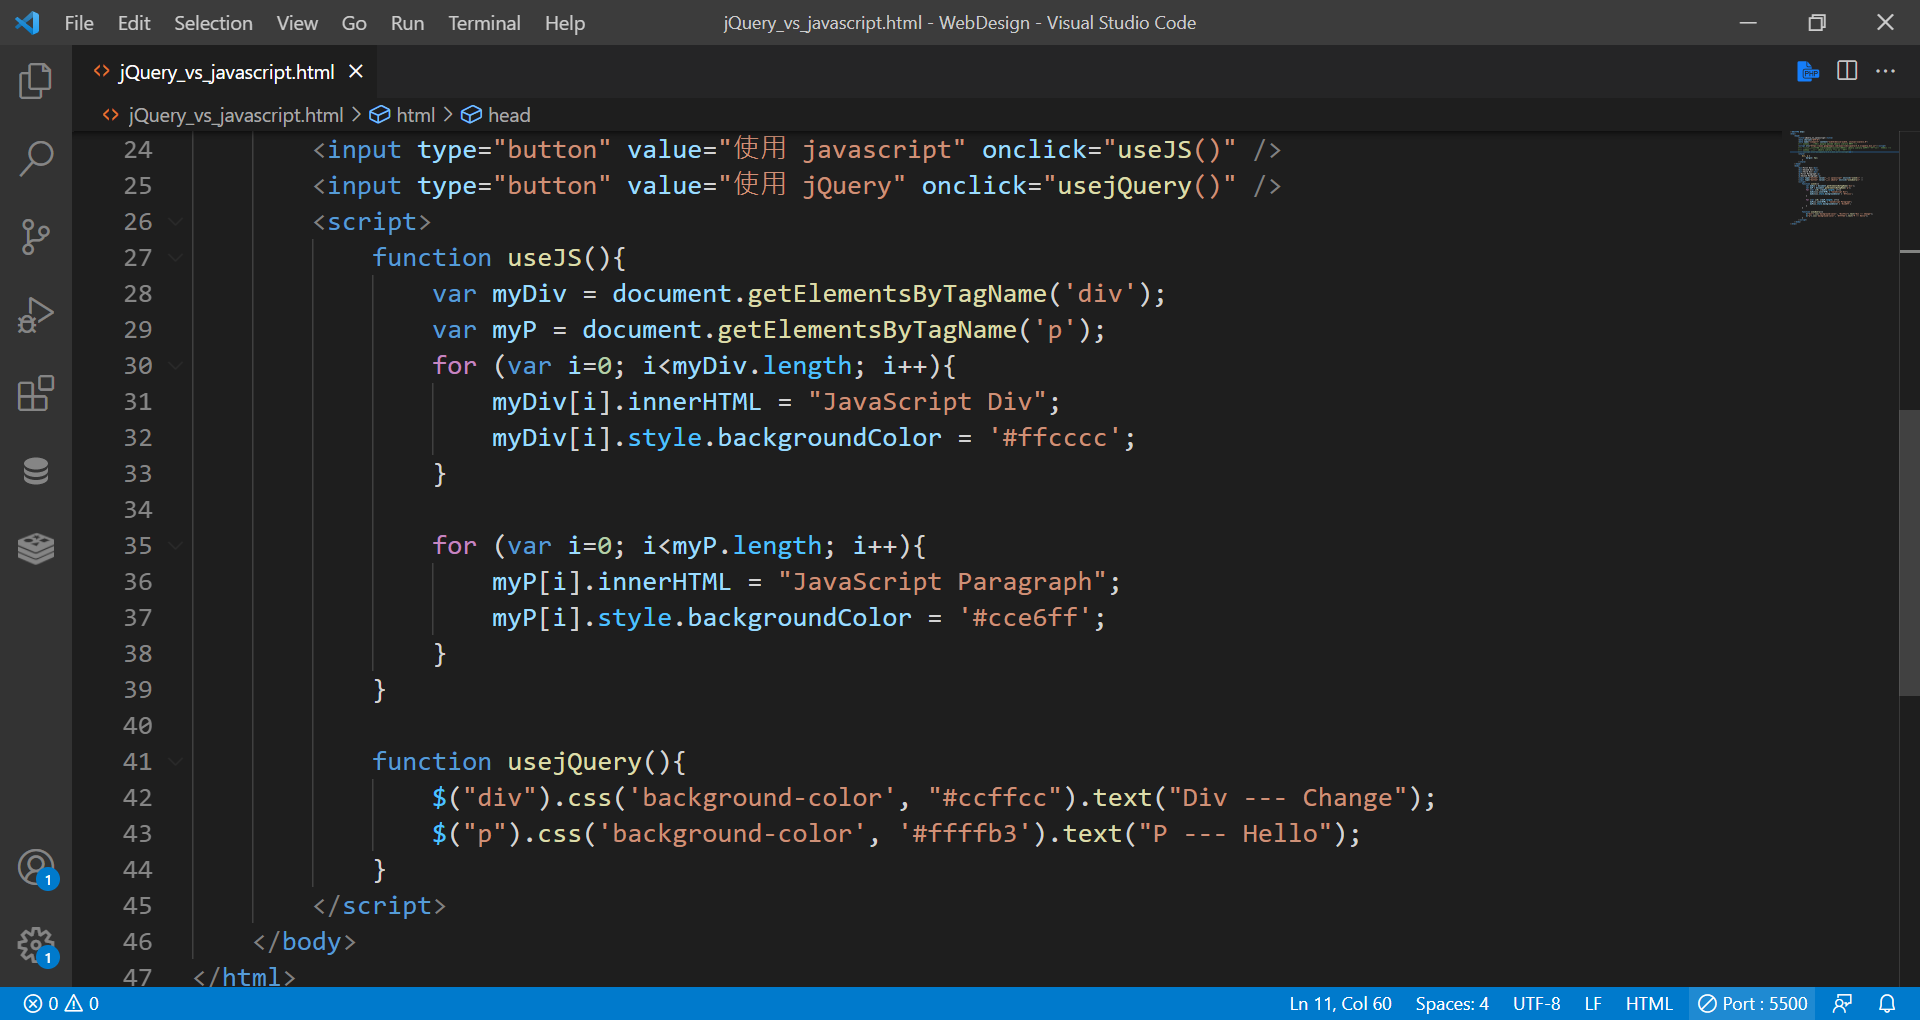 File Edit Selection View Go Run Terminal Help jQuery_vs_javascript.html - WebDesign - Visual Studio Code
jQuery_vs_javascript.html
jQuery_vs_javascript.html > html > head
24 <input type="button" value="使用 javascript" onclick="useJS()" />
25 <input type="button" value="使用 jQuery" onclick="usejQuery()" />
26 <script>
27 function useJS(){
28 var myDiv = document.getElementsByTagName('div');
29 var myP = document.getElementsByTagName('p');
30 for (var i=0; i<myDiv.length; i++){
31 myDiv[i].innerHTML = "JavaScript Div";
32 myDiv[i].style.backgroundColor = '#ffcccc';
33 }
34
35 for (var i=0; i<myP.length; i++){
36 myP[i].innerHTML = "JavaScript Paragraph";
37 myP[i].style.backgroundColor = '#cce6ff';
38 }
39 }
40
41 function usejQuery(){
42 $("div").css('background-color', "#ccffcc").text("Div --- Change");
43 $("p").css('background-color', '#ffffb3').text("P --- Hello");
44 }
45 </script>
46 </body>
47 </html>
1
1
0 0 Ln 11, Col 60 Spaces: 4 UTF-8 LF HTML Port : 5500